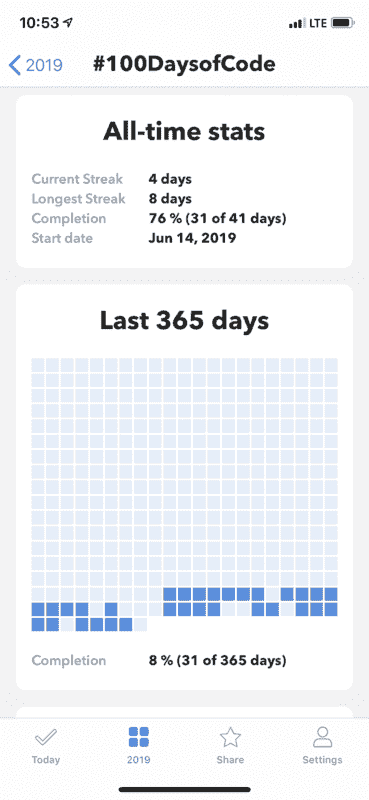 10:53
LTE
2019
#100DaysofCode
All-time stats
Current Streak 4 days
Longest Streak 8 days
Completion 76 % (31 of 41 days)
Start date Jun 14, 2019
Last 365 days
Completion 8 % (31 of 365 days)
Today 2019 Share Settings